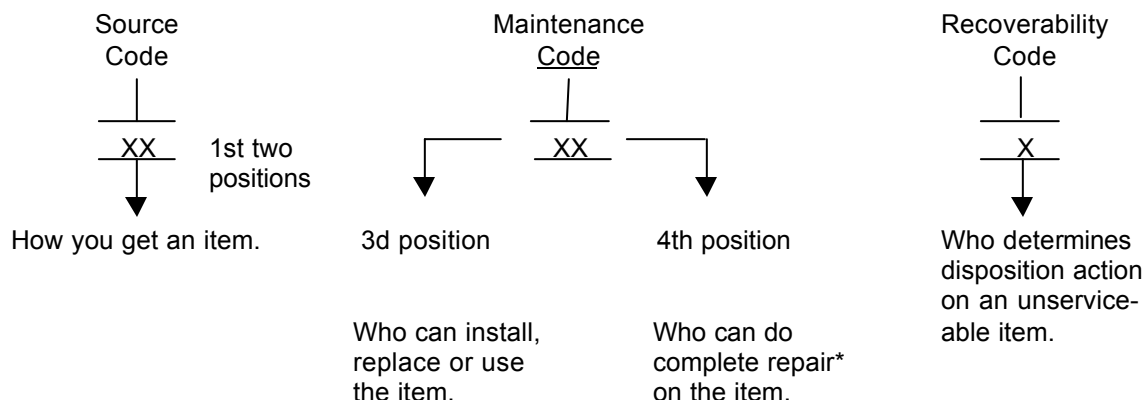 Source
Code
XX
1st two
positions
How you get an item.
Maintenance
Code
XX
3d position
4th position
Who can install,
replace or use
the item.
Who can do
complete repair*
on the item.
Recoverability
Code
X
Who determines
disposition action
on an unservice-
able item.